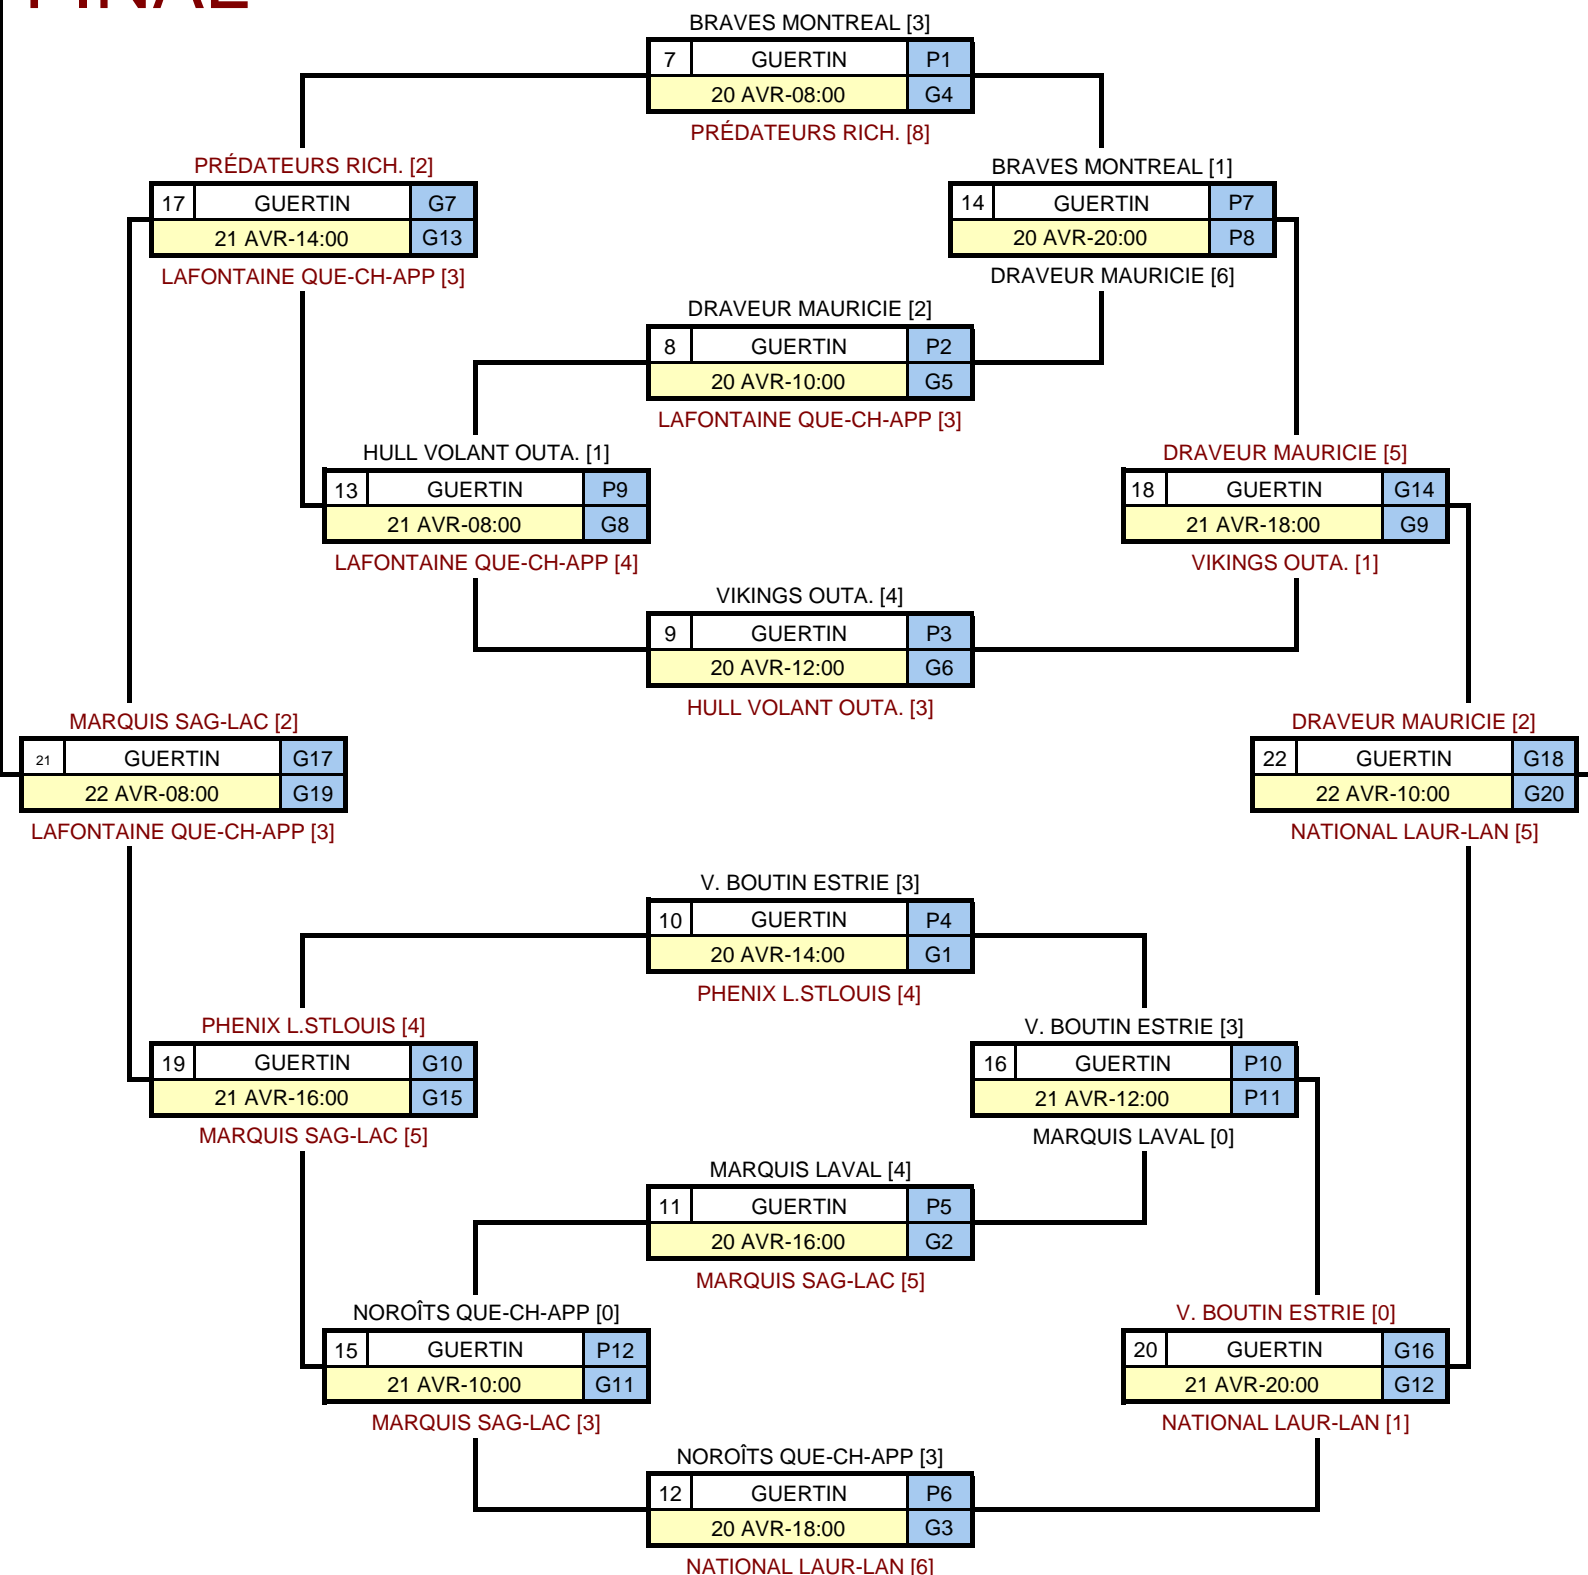 FINAL
BRAVES MONTREAL [3]
7 GUERTIN P1
20 AVR-08:00 G4
PRÉDATEURS RICH. [8]
PRÉDATEURS RICH. [2]
17 GUERTIN G7
21 AVR-14:00 G13
LAFONTAINE QUE-CH-APP [3]
BRAVES MONTREAL [1]
14 GUERTIN P7
20 AVR-20:00 P8
DRAVEUR MAURICIE [6]
DRAVEUR MAURICIE [2]
8 GUERTIN P2
20 AVR-10:00 G5
LAFONTAINE QUE-CH-APP [3]
HULL VOLANT OUTA. [1]
13 GUERTIN P9
21 AVR-08:00 G8
LAFONTAINE QUE-CH-APP [4]
DRAVEUR MAURICIE [5]
18 GUERTIN G14
21 AVR-18:00 G9
VIKINGS OUTA. [1]
VIKINGS OUTA. [4]
9 GUERTIN P3
20 AVR-12:00 G6
HULL VOLANT OUTA. [3]
MARQUIS SAG-LAC [2]
21 GUERTIN G17
22 AVR-08:00 G19
LAFONTAINE QUE-CH-APP [3]
DRAVEUR MAURICIE [2]
22 GUERTIN G18
22 AVR-10:00 G20
NATIONAL LAUR-LAN [5]
V. BOUTIN ESTRIE [3]
10 GUERTIN P4
20 AVR-14:00 G1
PHENIX L.STLOUIS [4]
PHENIX L.STLOUIS [4]
19 GUERTIN G10
21 AVR-16:00 G15
MARQUIS SAG-LAC [5]
V. BOUTIN ESTRIE [3]
16 GUERTIN P10
21 AVR-12:00 P11
MARQUIS LAVAL [0]
MARQUIS LAVAL [4]
11 GUERTIN P5
20 AVR-16:00 G2
MARQUIS SAG-LAC [5]
NOROÎTS QUE-CH-APP [0]
15 GUERTIN P12
21 AVR-10:00 G11
MARQUIS SAG-LAC [3]
V. BOUTIN ESTRIE [0]
20 GUERTIN G16
21 AVR-20:00 G12
NATIONAL LAUR-LAN [1]
NOROÎTS QUE-CH-APP [3]
12 GUERTIN P6
20 AVR-18:00 G3
NATIONAL LAUR-LAN [6]